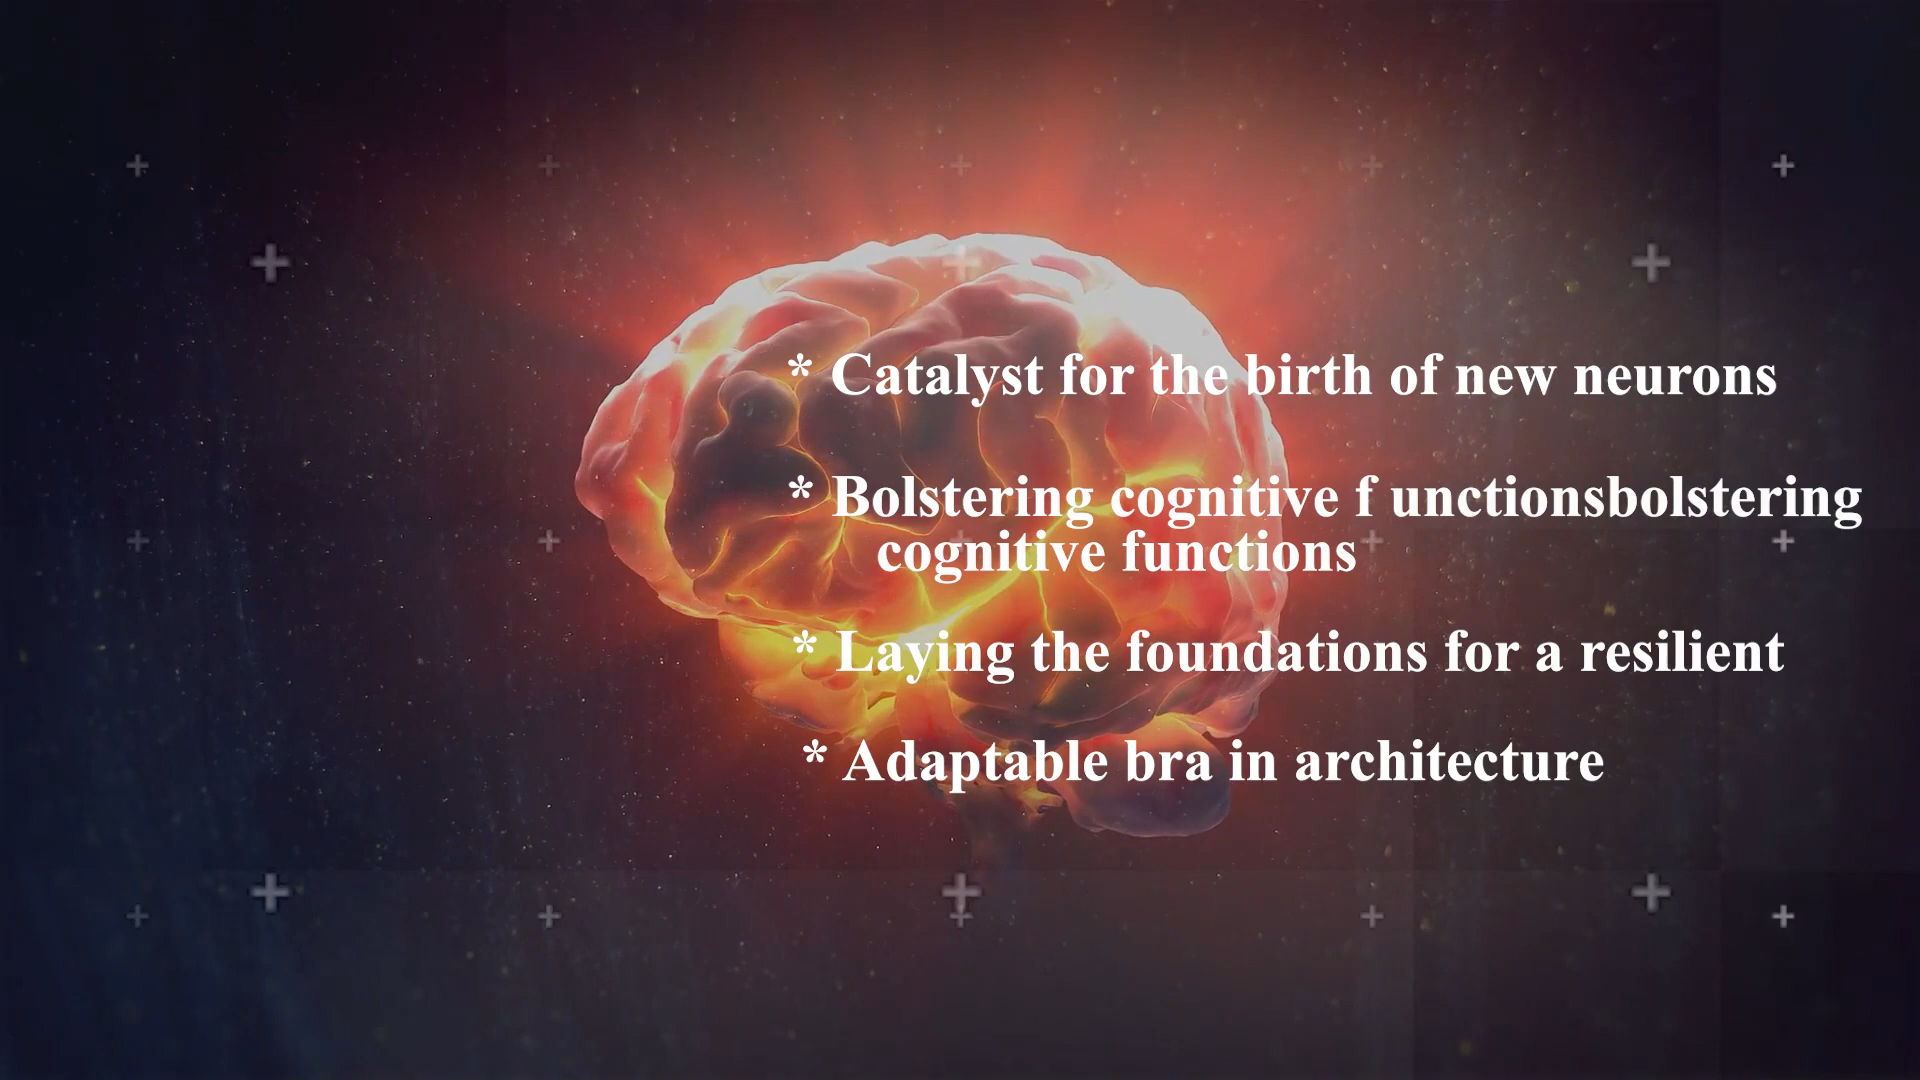 * Catalyst for the birth of new neurons
* Bolstering cognitive f unctionsbolstering
cognitive functions
* Laying the foundations for a resilient
* Adaptable bra in architecture